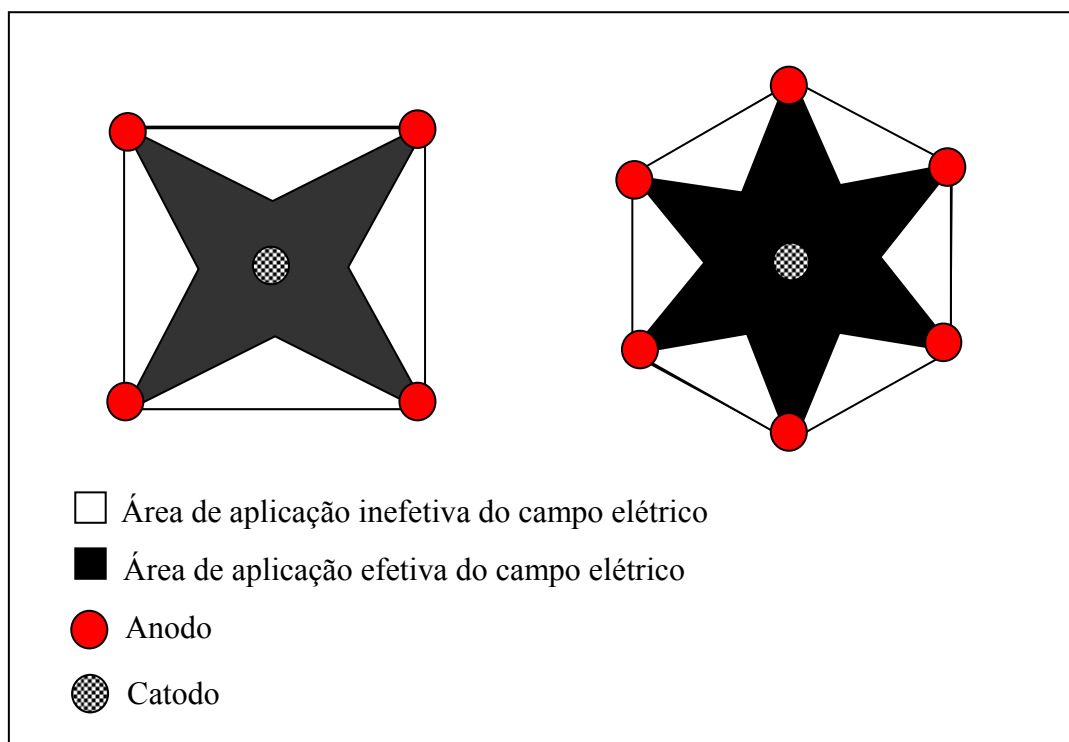 Área de aplicação inefetiva do campo elétrico
Área de aplicação efetiva do campo elétrico
Anodo
Catodo